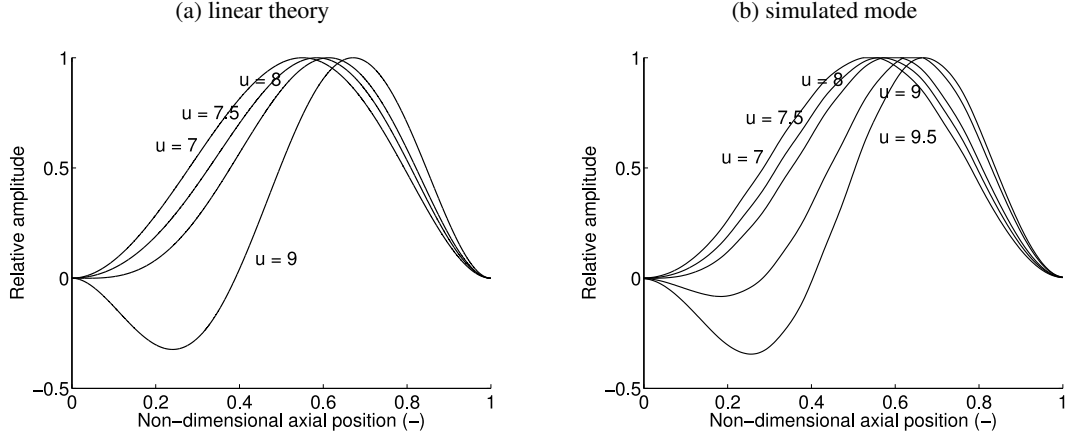 (a) linear theory
1
0.5
0
−0.5
Relative amplitude
u = 8
u = 7.5
u = 7
u = 9
0
0.2
0.4
0.6
0.8
1
Non−dimensional axial position (−)
(b) simulated mode
1
0.5
0
−0.5
Relative amplitude
u = 8
u = 9
u = 7.5
u = 9.5
u = 7
0
0.2
0.4
0.6
0.8
1
Non−dimensional axial position (−)